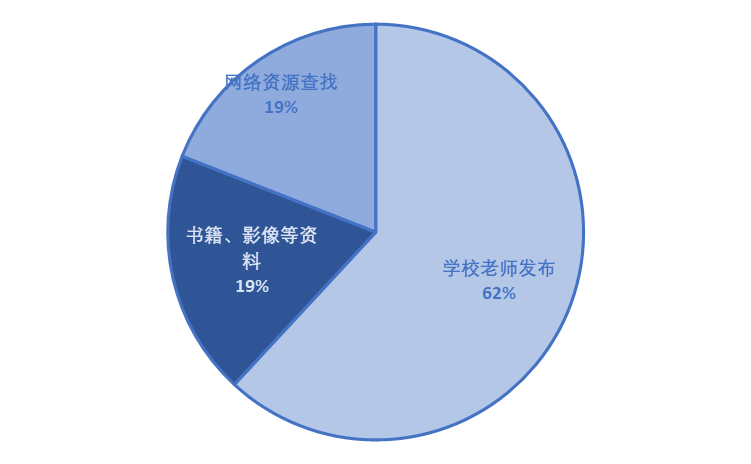 网络资源查找
19%
书籍、影像等资
料
19%
学校老师发布
62%